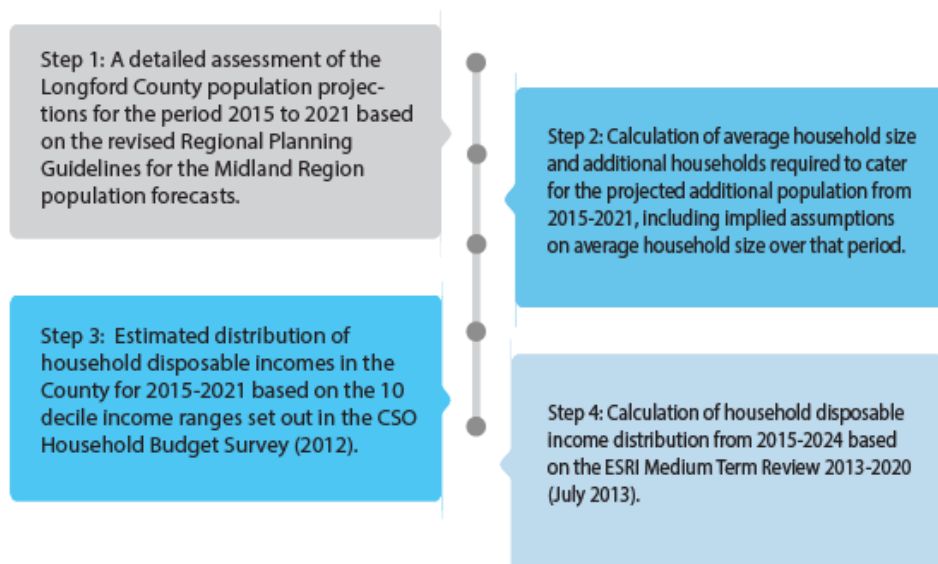 Step 1: A detailed assessment of the
Longford County population projec-
tions for the period 2015 to 2021 based
on the revised Regional Planning
Guidelines for the Midland Region
population forecasts.
Step 2: Calculation of average household size
and additional households required to cater
for the projected additional population from
2015-2021, including implied assumptions
on average household size over that period.
Step 3:  Estimated distribution of
household disposable incomes in the
County for 2015-2021 based on the 10
decile income ranges set out in the CSO
Household Budget Survey (2012).
Step 4: Calculation of household disposable
income distribution from 2015-2024 based
on the ESRI Medium Term Review 2013-2020
(July 2013).